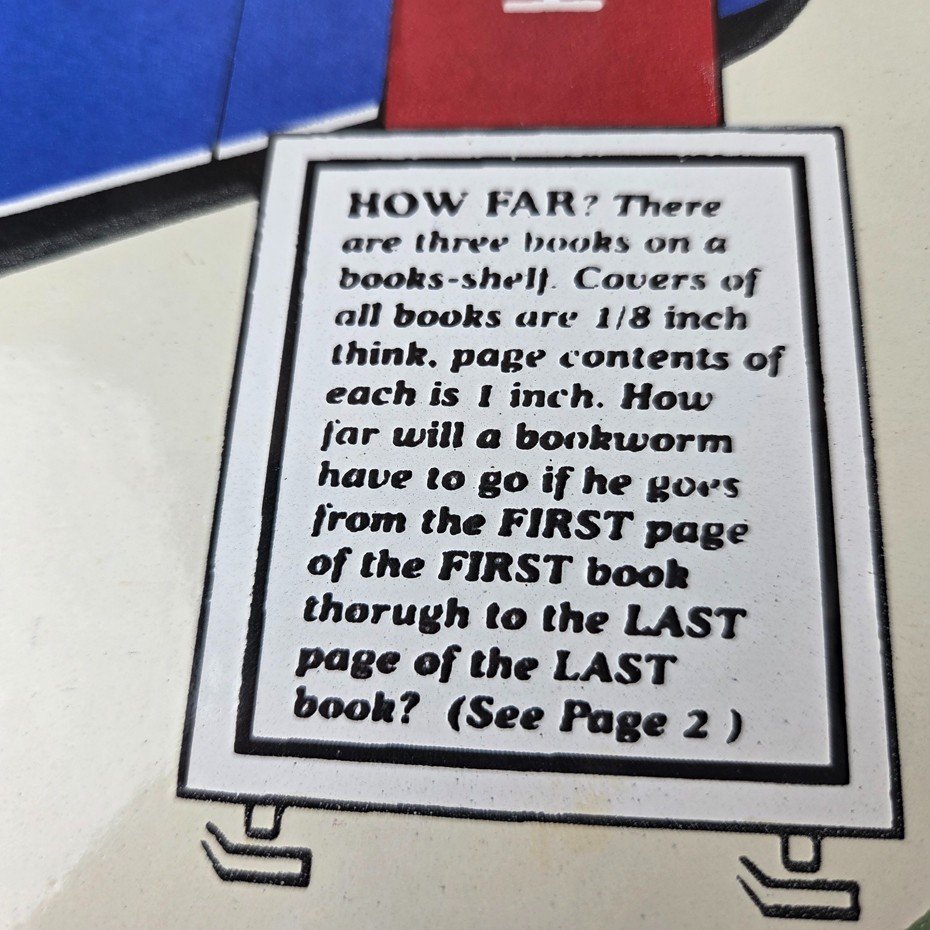 HOW FAR? There
are three books on a
books-shelf. Covers of
all books are 1/8 inch
think. page contents of
each is 1 inch. How
far will a bookworm
have to go if he goes
from the FIRST page
of the FIRST book
thorugh to the LAST
page of the LAST
book? (See Page 2 )